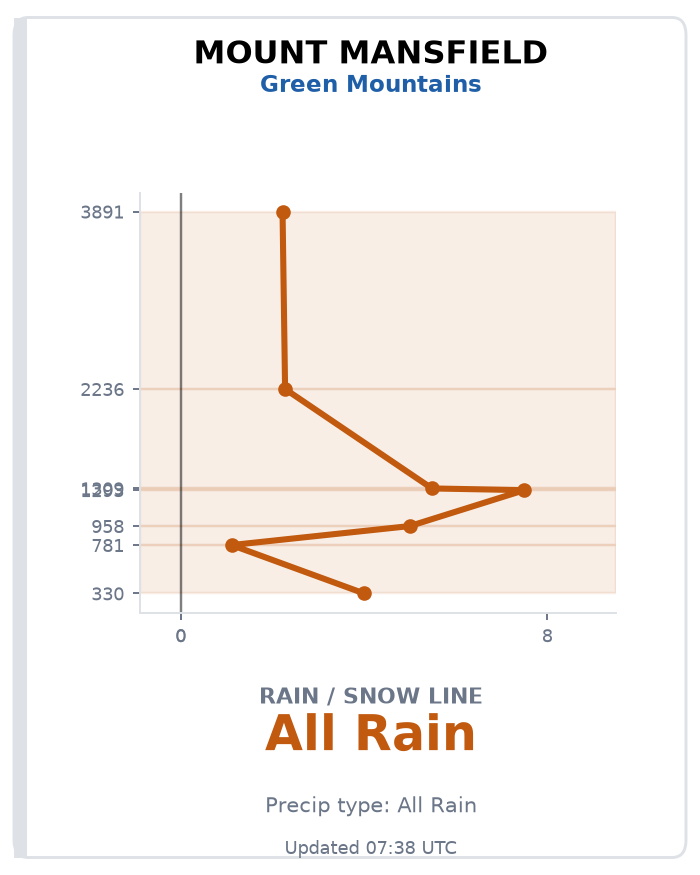 MOUNT MANSFIELD
Green Mountains
3891
2236
958
781
330
0
8
RAIN / SNOW LINE
All Rain
Precip type: All Rain
Updated 07:38 UTC